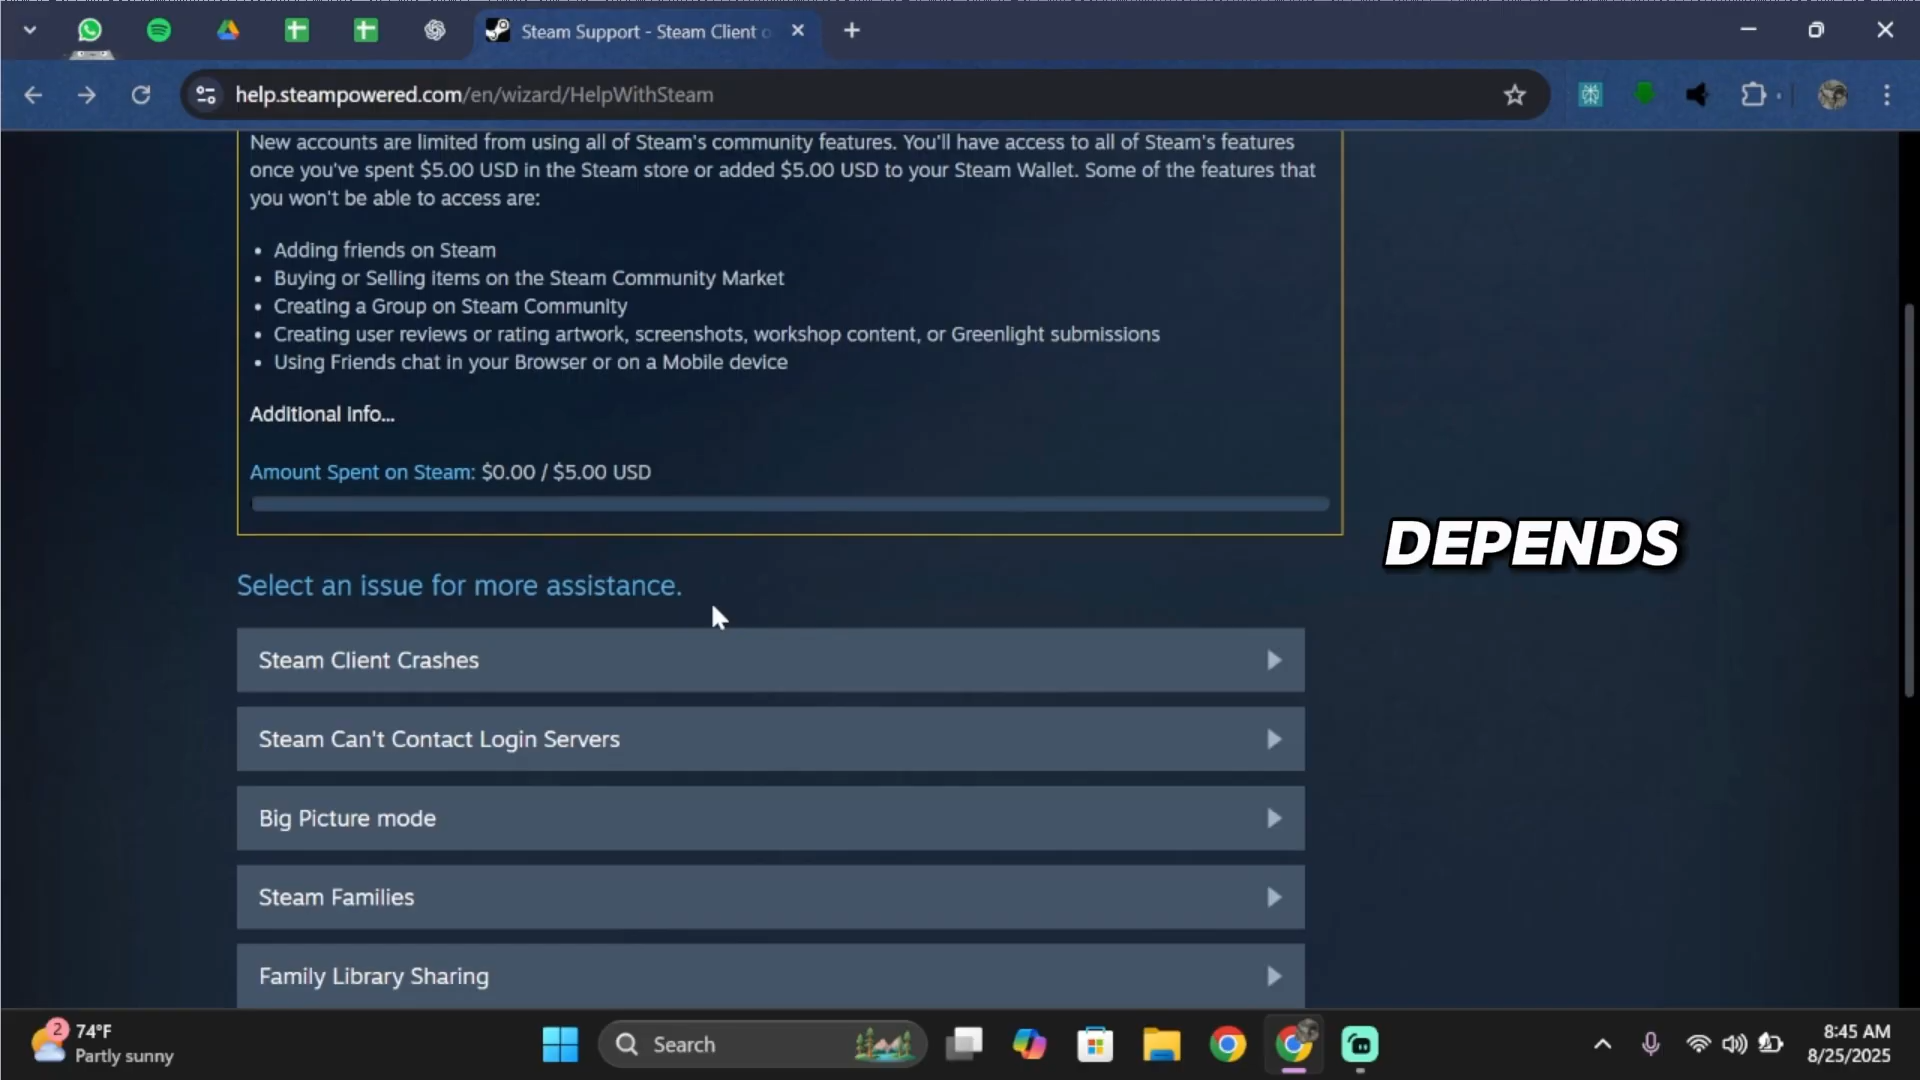 Steam Support - Steam Client o
help.steampowered.com/en/wizard/HelpWithSteam
New accounts are limited from using all of Steam's community features. You'll have access to all of Steam's features
once you've spent $5.00 USD in the Steam store or added $5.00 USD to your Steam Wallet. Some of the features that
you won't be able to access are:
• Adding friends on Steam
• Buying or Selling items on the Steam Community Market
• Creating a Group on Steam Community
• Creating user reviews or rating artwork, screenshots, workshop content, or Greenlight submissions
• Using Friends chat in your Browser or on a Mobile device
Additional info...
Amount Spent on Steam: $0.00 / $5.00 USD
DEPENDS
Select an issue for more assistance.
Steam Client Crashes
Steam Can't Contact Login Servers
Big Picture mode
Steam Families
Family Library Sharing
2
74°F
Partly sunny
Search
8:45 AM
8/25/2025